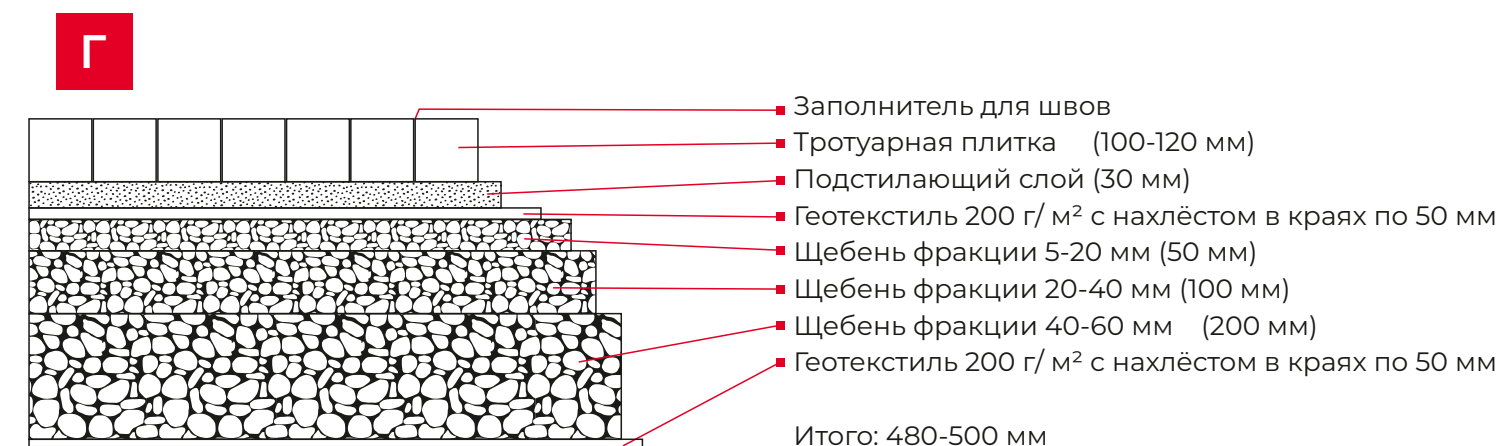 Г
Заполнитель для швов
Тротуарная плитка (100-120 мм)
Подстилающий слой (30 мм)
Геотекстиль 200 г/ м² с нахлёстом в краях по 50 мм
Щебень фракции 5-20 мм (50 мм)
Щебень фракции 20-40 мм (100 мм)
Щебень фракции 40-60 мм (200 мм)
Геотекстиль 200 г/ м² с нахлёстом в краях по 50 мм
Итого: 480-500 мм